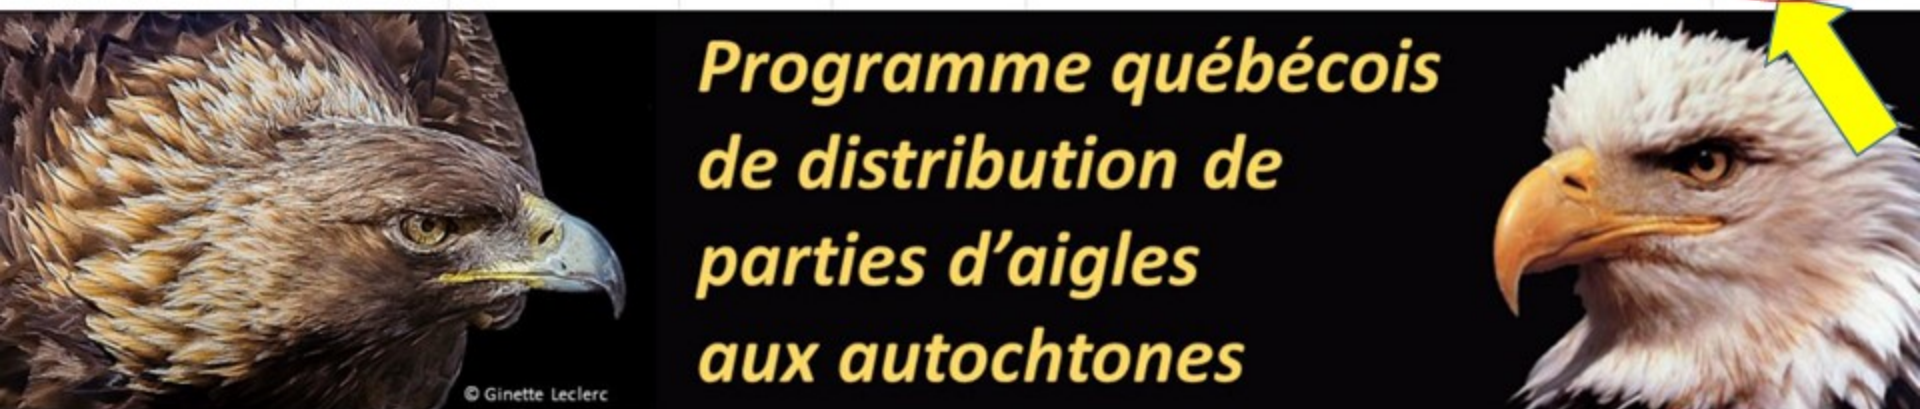 Programme québécois
de distribution de
parties d’aigles
aux autochtones
© Ginette Leclerc